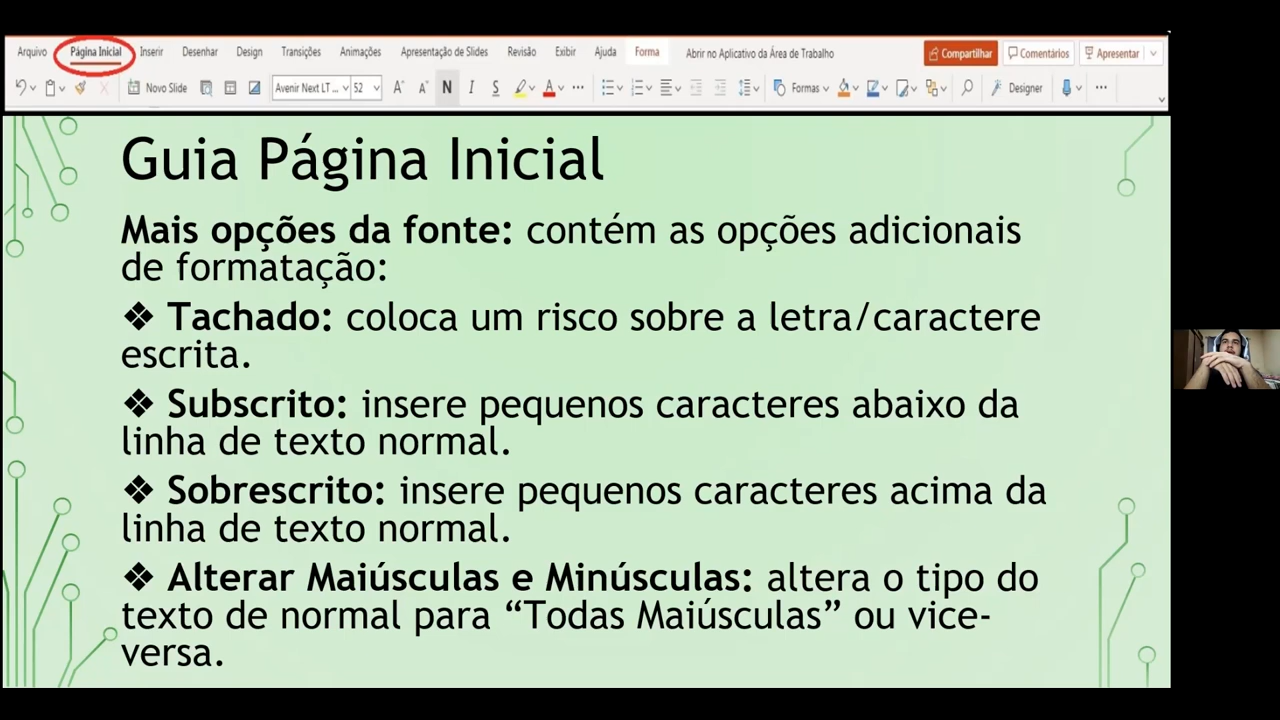 Arquivo Página Inicial Inserir Desenhar Design Transições Animações Apresentação de Slides Revisão Exibir Ajuda Forma Abrir no Aplicativo da Área de Trabalho Compartilhar Comentários Apresentar
Novo Slide Avenir Next LT ... 52 A A N I S A ... Formas Designer ...
Guia Página Inicial
Mais opções da fonte: contém as opções adicionais
de formatação:
❖ Tachado: coloca um risco sobre a letra/caractere
escrita.
❖ Subscrito: insere pequenos caracteres abaixo da
linha de texto normal.
❖ Sobrescrito: insere pequenos caracteres acima da
linha de texto normal.
❖ Alterar Maiúsculas e Minúsculas: altera o tipo do
texto de normal para “Todas Maiúsculas” ou vice-
versa.